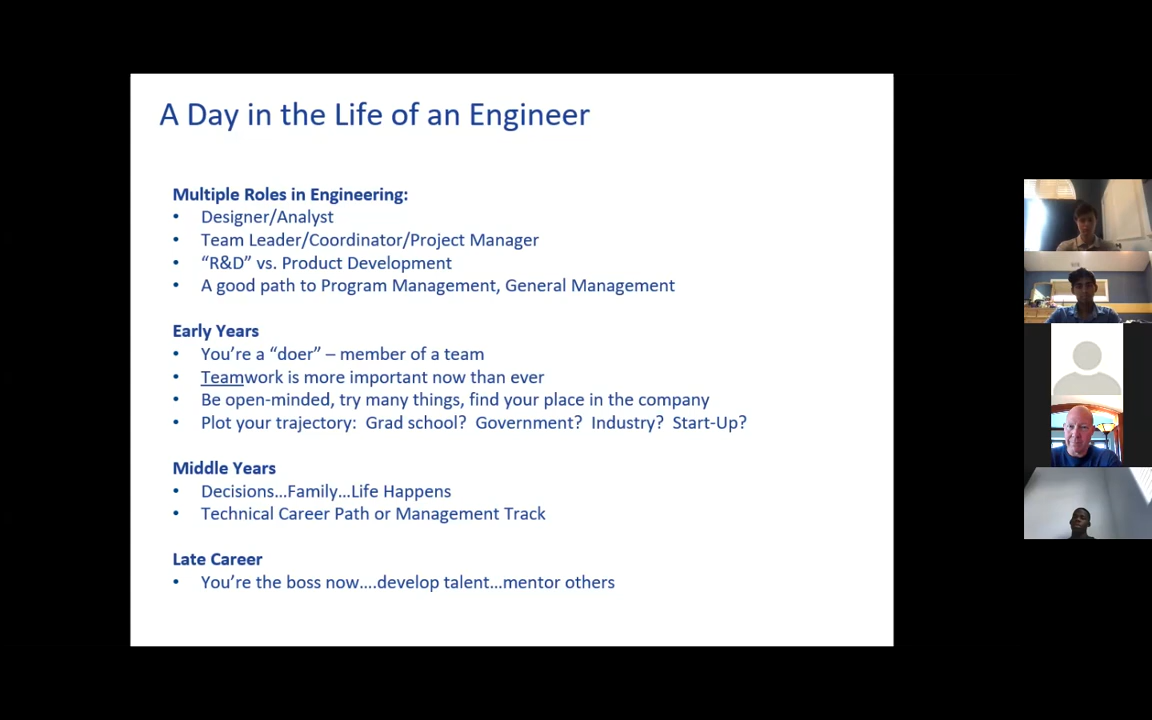 A Day in the Life of an Engineer
Multiple Roles in Engineering:
• Designer/Analyst
• Team Leader/Coordinator/Project Manager
• “R&D” vs. Product Development
• A good path to Program Management, General Management
Early Years
• You’re a “doer” – member of a team
• Teamwork is more important now than ever
• Be open-minded, try many things, find your place in the company
• Plot your trajectory:  Grad school?  Government?  Industry?  Start-Up?
Middle Years
• Decisions…Family…Life Happens
• Technical Career Path or Management Track
Late Career
• You’re the boss now….develop talent…mentor others